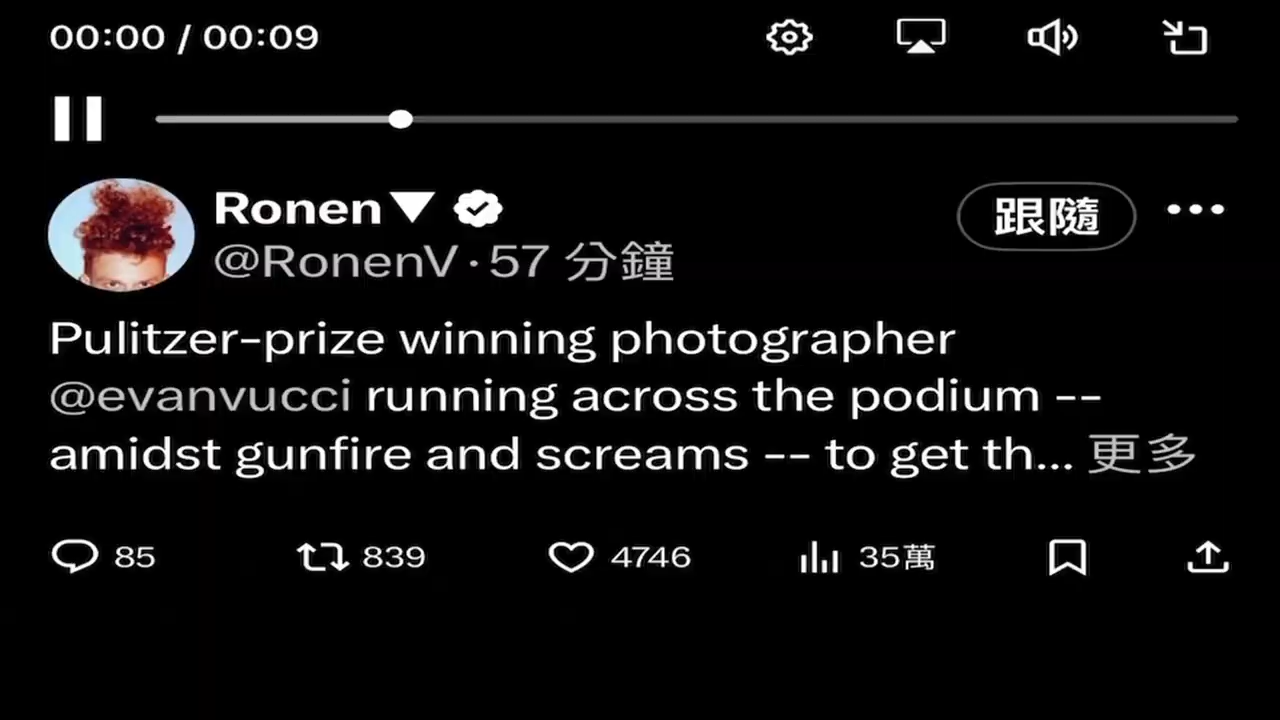 00:00 / 00:09
Ronen▼
跟隨
@RonenV·57 分鐘
Pulitzer-prize winning photographer
@evanvucci running across the podium --
amidst gunfire and screams -- to get th... 更多
85 839 4746 35萬